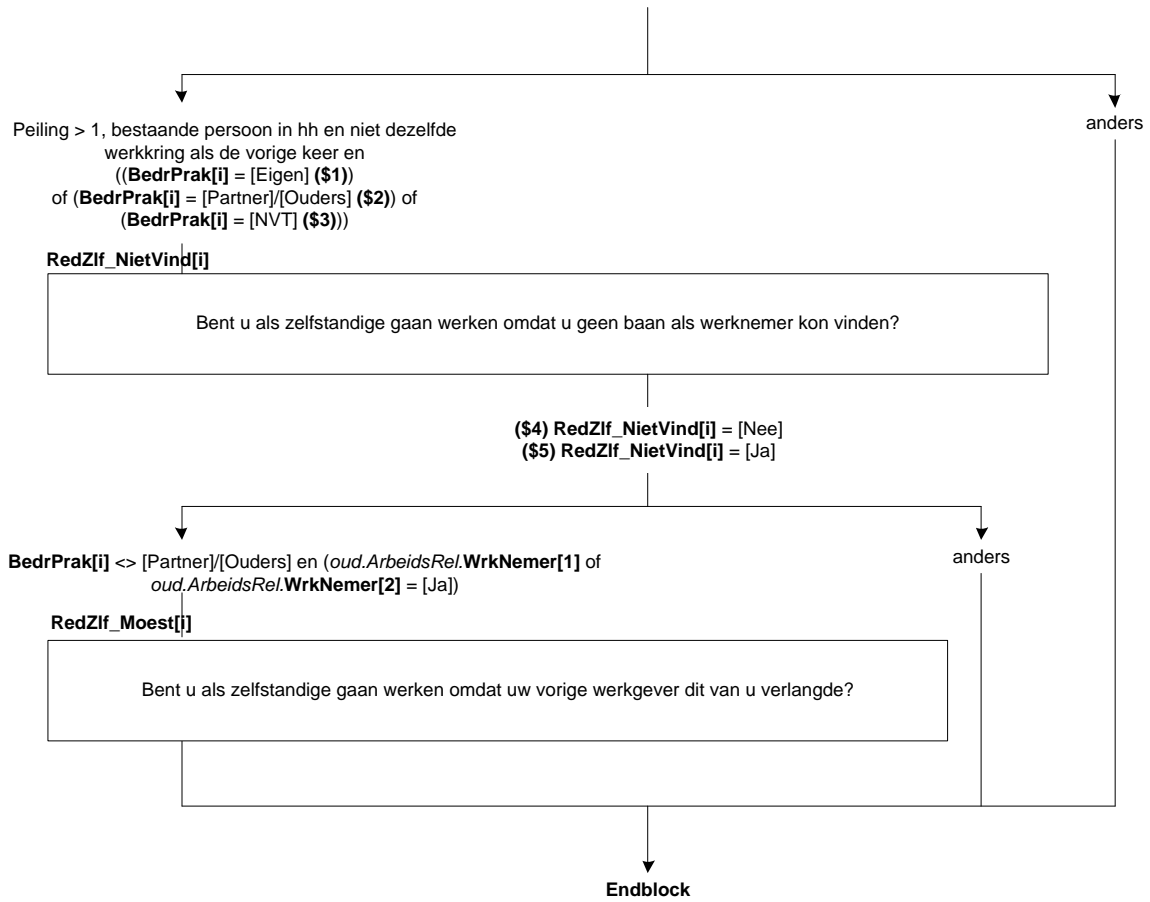 Peiling > 1, bestaande persoon in hh en niet dezelfde
werkkring als de vorige keer en
((BedrPrak[i] = [Eigen] ($1))
of (BedrPrak[i] = [Partner]/[Ouders] ($2)) of
(BedrPrak[i] = [NVT] ($3)))
anders
RedZlf_NietVind[i]
Bent u als zelfstandige gaan werken omdat u geen baan als werknemer kon vinden?
($4) RedZlf_NietVind[i] = [Nee]
($5) RedZlf_NietVind[i] = [Ja]
BedrPrak[i] <> [Partner]/[Ouders] en (oud.ArbeidsRel.WrkNemer[1] of
oud.ArbeidsRel.WrkNemer[2] = [Ja])
anders
RedZlf_Moest[i]
Bent u als zelfstandige gaan werken omdat uw vorige werkgever dit van u verlangde?
Endblock